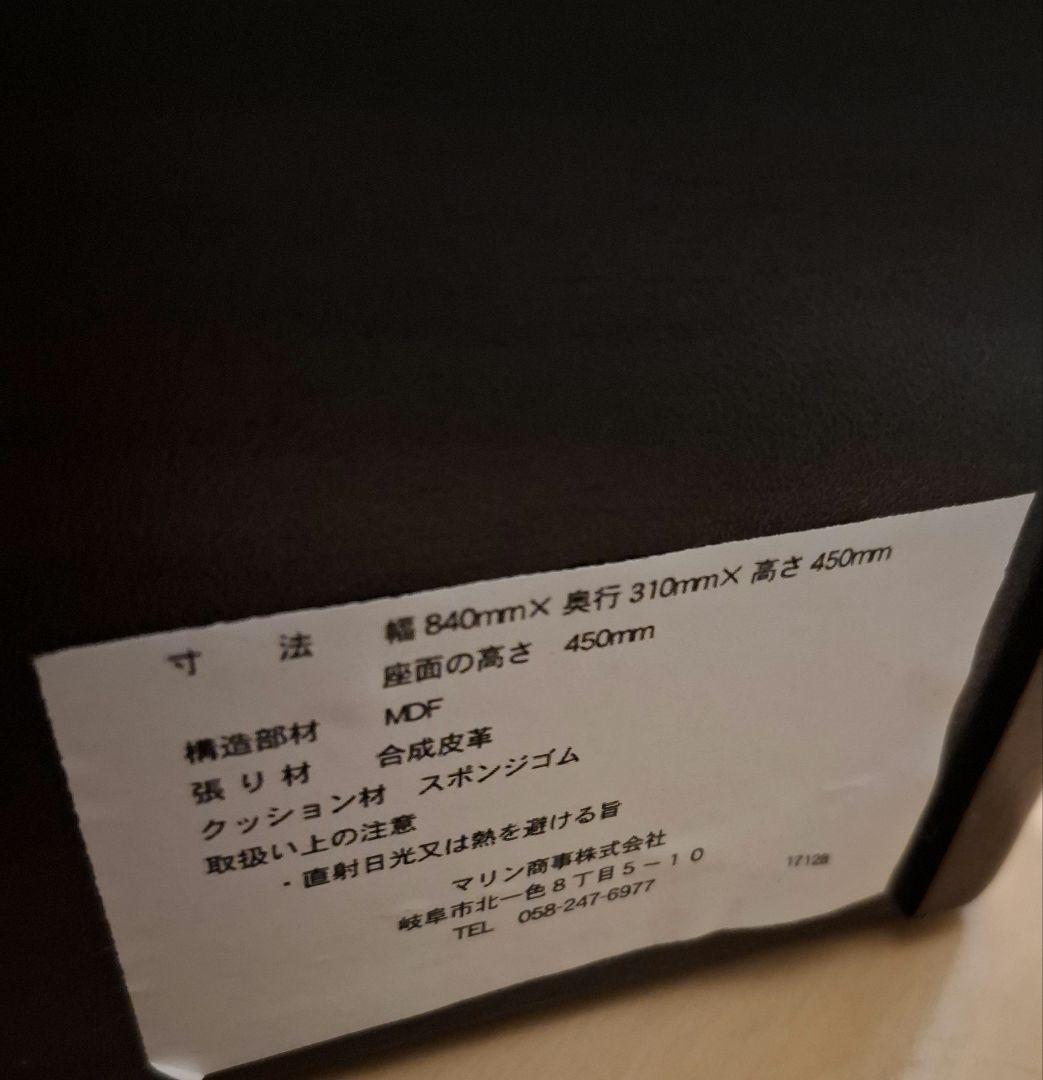 寸 法 幅 840mm× 奥行 310mm× 高さ 450mm
座面の高さ 450mm
構造部材 MDF
張り材 合成皮革
クッション材 スポンジゴム
取扱い上の注意
・直射日光又は熱を避ける旨
マリン商事株式会社
岐阜市北一色8丁目5－10
TEL 058-247-6977
17128